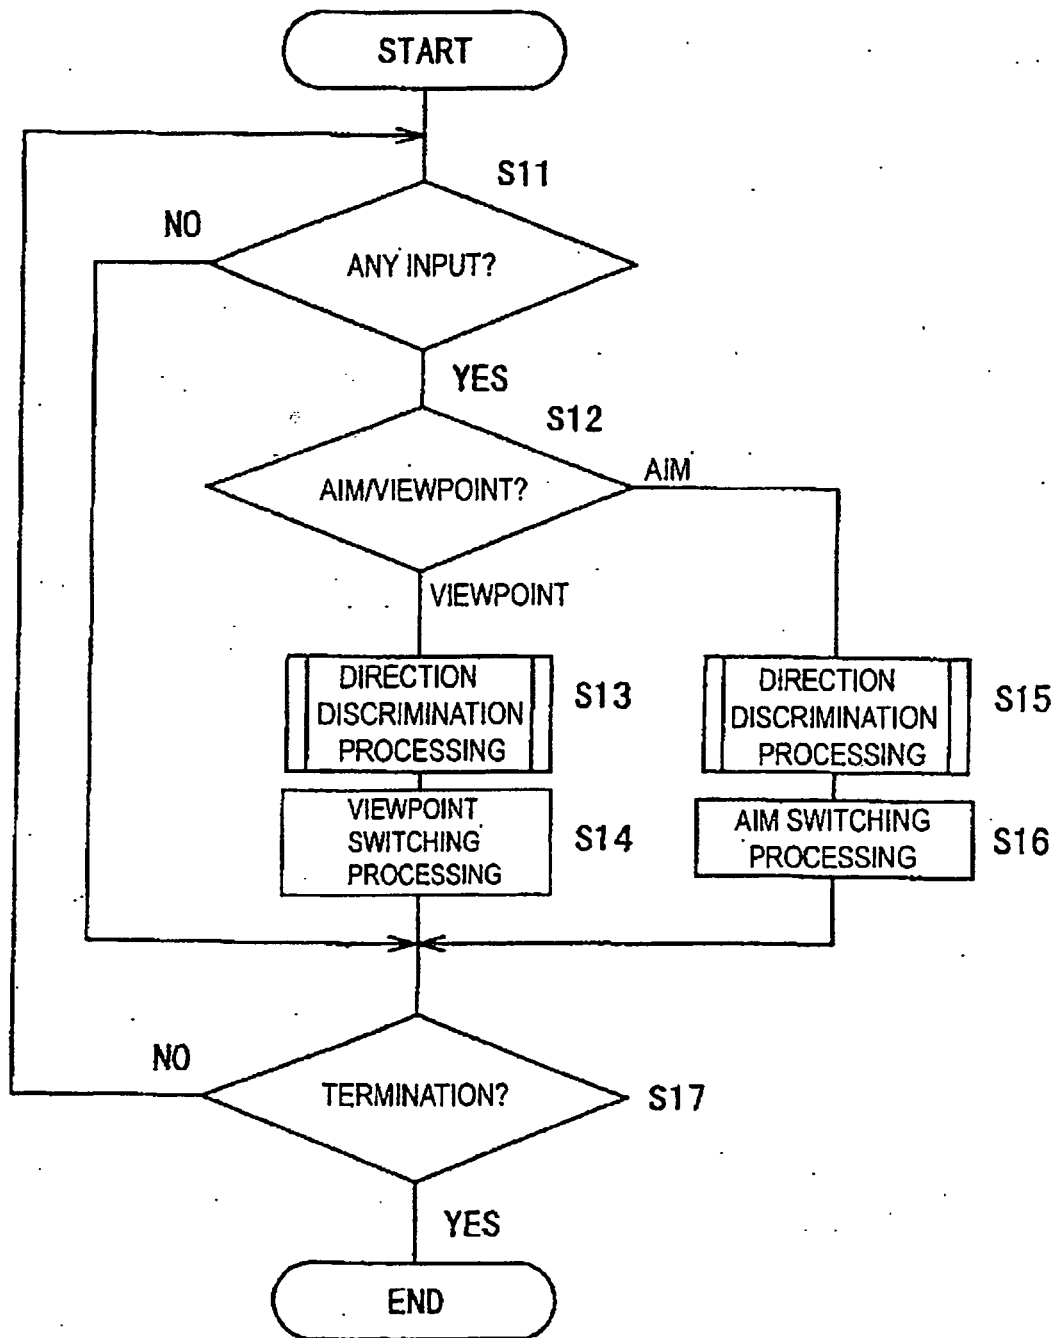 START
S11
NO
ANY INPUT?
YES
S12
AIM/VIEWPOINT?
AIM
VIEWPOINT
DIRECTION
DISCRIMINATION
PROCESSING
S13
DIRECTION
DISCRIMINATION
PROCESSING
S15
VIEWPOINT
SWITCHING
PROCESSING
S14
AIM SWITCHING
PROCESSING
S16
NO
TERMINATION?
S17
YES
END